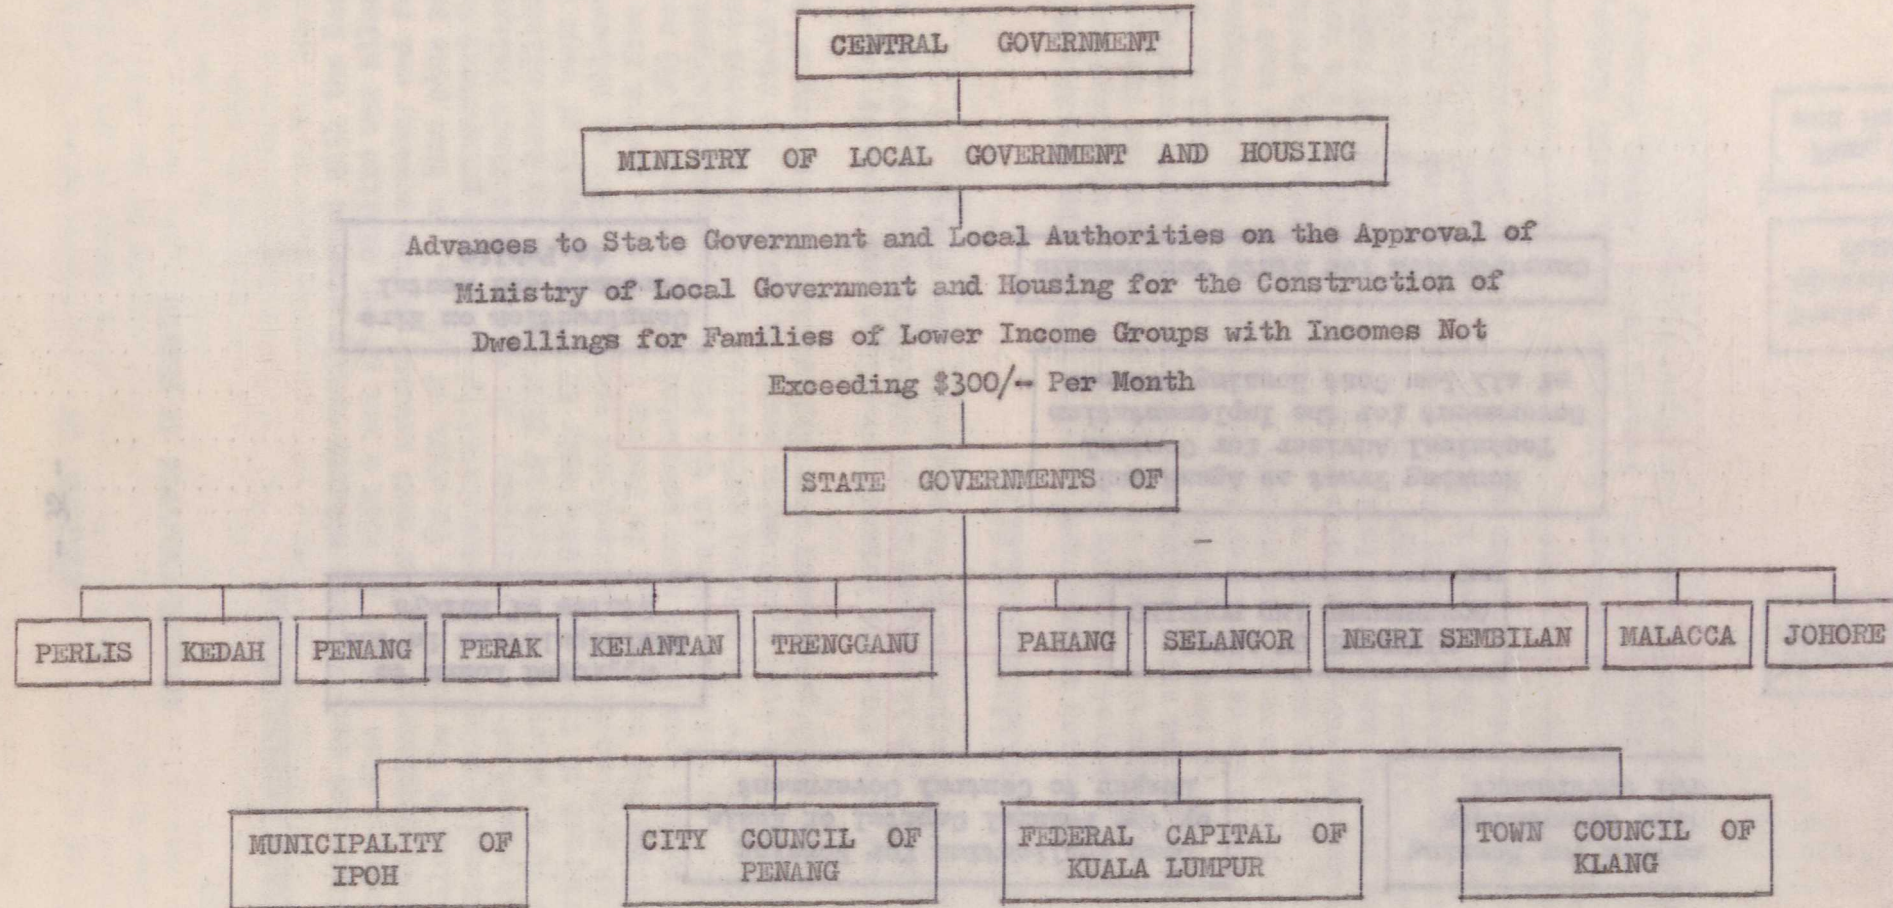 CENTRAL GOVERNMENT
MINISTRY OF LOCAL GOVERNMENT AND HOUSING
Advances to State Government and Local Authorities on the Approval of
Ministry of Local Government and Housing for the Construction of
Dwellings for Families of Lower Income Groups with Incomes Not
Exceeding $300/- Per Month
STATE GOVERNMENTS OF
PERLIS
KEDAH
PENANG
PERAK
KELANTAN
TRENGGANU
PAHANG
SELANGOR
NEGRI SEMBILAN
MALACCA
JOHORE
MUNICIPALITY OF
IPOH
CITY COUNCIL OF
PENANG
FEDERAL CAPITAL OF
KUALA LUMPUR
TOWN COUNCIL OF
KLANG